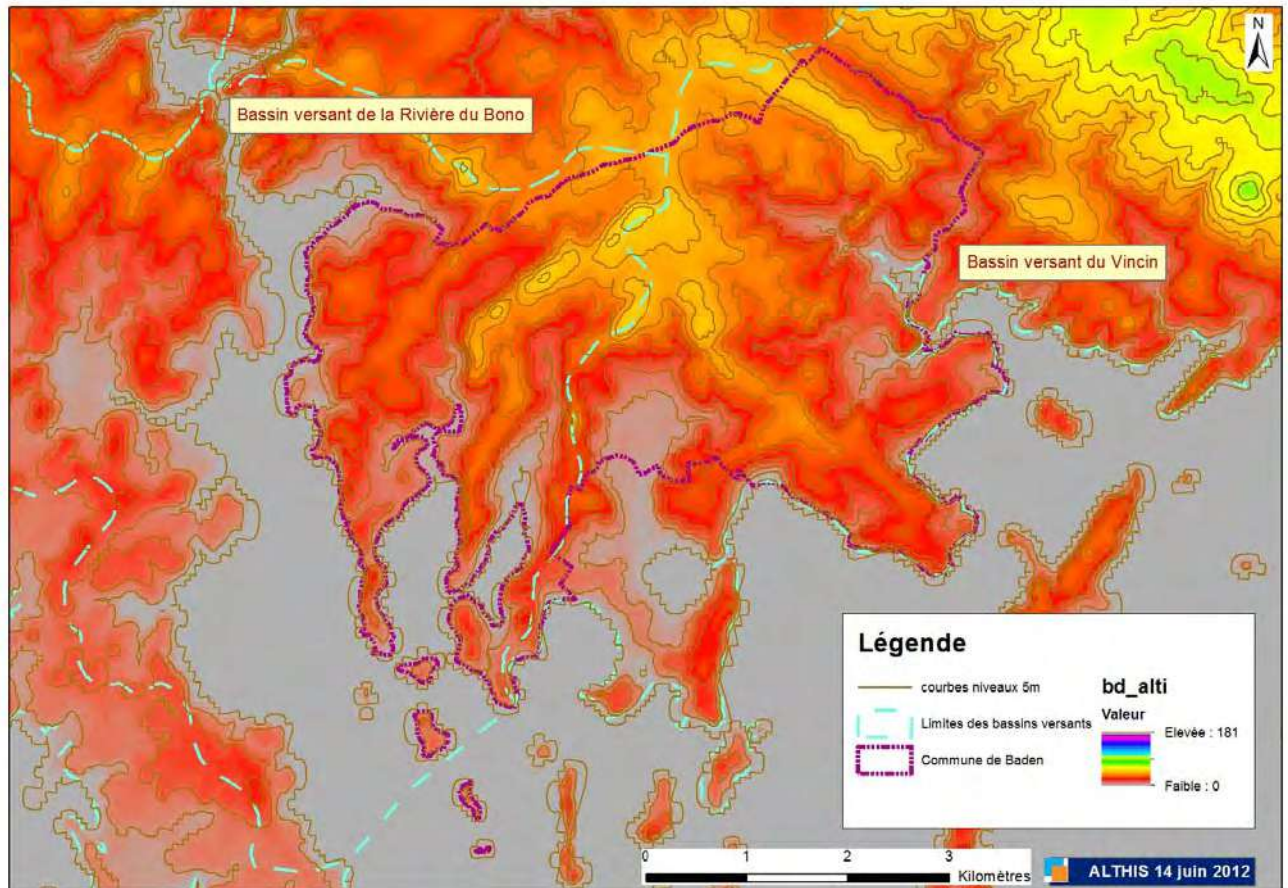 N
Bassin versant de la Rivière du Bono
Bassin versant du Vincin
Légende
courbes niveaux 5m
Limites des bassins versants
Commune de Baden
bd_alti
Valeur
Elevée : 181
Faible : 0
0 1 2 3
Kilomètres
ALTHIS 14 juin 2012